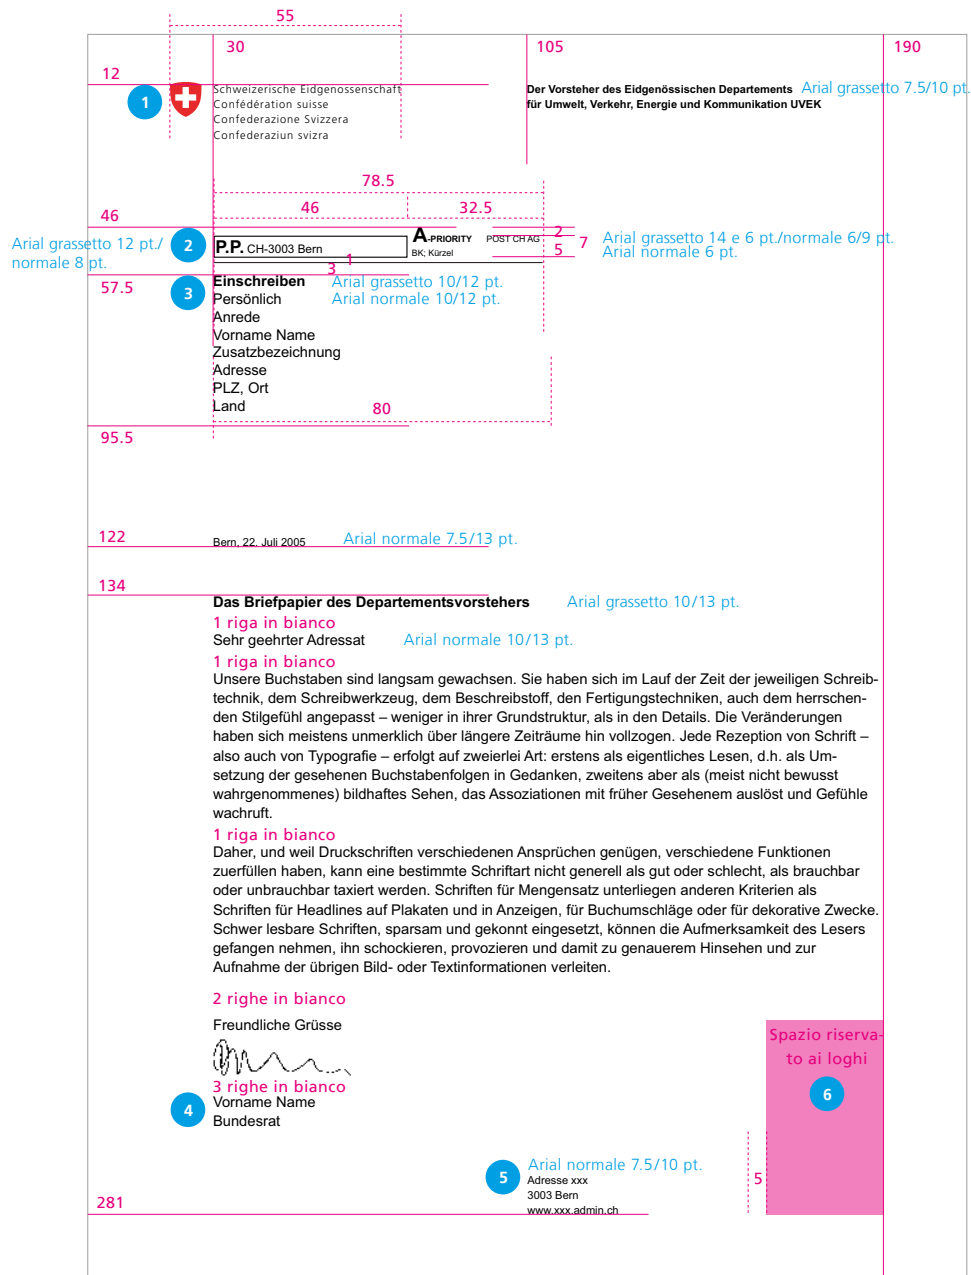 55
30
105
190
12
1
Schweizerische Eidgenossenschaft
Confédération suisse
Confederazione Svizzera
Confederaziun svizra
Der Vorsteher des Eidgenössischen Departements
für Umwelt, Verkehr, Energie und Kommunikation UVEK
Arial grassetto 7.5/10 pt.
78.5
46
32.5
46
Arial grassetto 12 pt./
normale 8 pt.
2
P.P. CH-3003 Bern
A-PRIORITY POST CH AG
BK; Kürzel
2
5
7
Arial grassetto 14 e 6 pt./normale 6/9 pt.
Arial normale 6 pt.
1
3
57.5
3
Einschreiben Arial grassetto 10/12 pt.
Persönlich Arial normale 10/12 pt.
Anrede
Vorname Name
Zusatzbezeichnung
Adresse
PLZ, Ort
Land
80
95.5
122
Bern, 22. Juli 2005 Arial normale 7.5/13 pt.
134
Das Briefpapier des Departementsvorstehers Arial grassetto 10/13 pt.
1 riga in bianco
Sehr geehrter Adressat Arial normale 10/13 pt.
1 riga in bianco
Unsere Buchstaben sind langsam gewachsen. Sie haben sich im Lauf der Zeit der jeweiligen Schreib-
technik, dem Schreibwerkzeug, dem Beschreibstoff, den Fertigungstechniken, auch dem herrschen-
den Stilgefühl angepasst – weniger in ihrer Grundstruktur, als in den Details. Die Veränderungen
haben sich meistens unmerklich über längere Zeiträume hin vollzogen. Jede Rezeption von Schrift –
also auch von Typografie – erfolgt auf zweierlei Art: erstens als eigentliches Lesen, d.h. als Um-
setzung der gesehenen Buchstabenfolgen in Gedanken, zweitens aber als (meist nicht bewusst
wahrgenommenes) bildhaftes Sehen, das Assoziationen mit früher Gesehenem auslöst und Gefühle
wachruft.
1 riga in bianco
Daher, und weil Druckschriften verschiedenen Ansprüchen genügen, verschiedene Funktionen
zuerfüllen haben, kann eine bestimmte Schriftart nicht generell als gut oder schlecht, als brauchbar
oder unbrauchbar taxiert werden. Schriften für Mengensatz unterliegen anderen Kriterien als
Schriften für Headlines auf Plakaten und in Anzeigen, für Buchumschläge oder für dekorative Zwecke.
Schwer lesbare Schriften, sparsam und gekonnt eingesetzt, können die Aufmerksamkeit des Lesers
gefangen nehmen, ihn schockieren, provozieren und damit zu genauerem Hinsehen und zur
Aufnahme der übrigen Bild- oder Textinformationen verleiten.
2 righe in bianco
Freundliche Grüsse
3 righe in bianco
4
Vorname Name
Bundesrat
Spazio riserva-
to ai loghi
6
5
Arial normale 7.5/10 pt.
Adresse xxx
3003 Bern
www.xxx.admin.ch
5
281